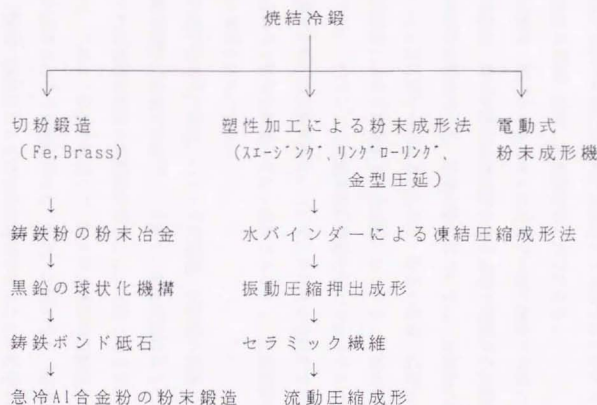 焼結冷鍛
切粉鍛造
(Fe,Brass)
↓
鋳鉄粉の粉末冶金
↓
黒鉛の球状化機構
↓
鋳鉄ボンド砥石
↓
急冷Al合金粉の粉末鍛造
塑性加工による粉末成形法
(ｽｴｰｼﾞﾝｸﾞ,ﾘﾝｸﾞﾛｰﾘﾝｸﾞ,
金型圧延)
↓
水バインダーによる凍結圧縮成形法
↓
振動圧縮押出成形
↓
セラミック繊維
↓
流動圧縮成形
電動式
粉末成形機